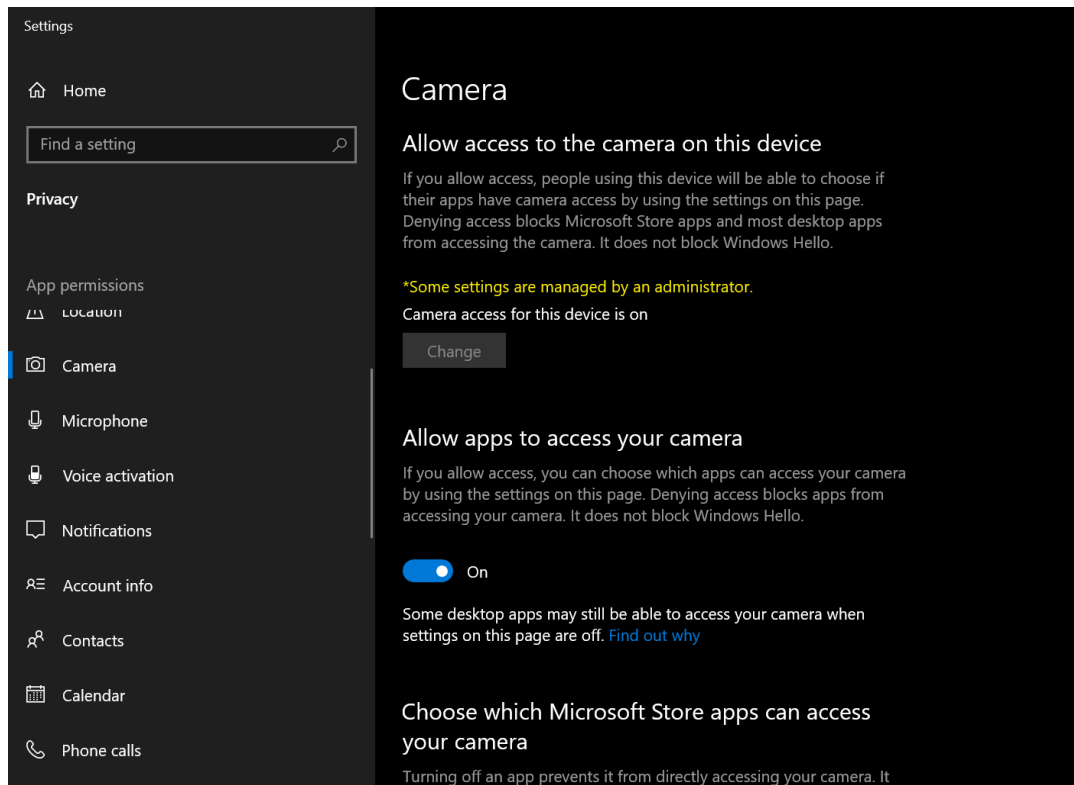 Settings
Home
Find a setting
Privacy
App permissions
Location
Camera
Microphone
Voice activation
Notifications
Account info
Contacts
Calendar
Phone calls
Camera
Allow access to the camera on this device
If you allow access, people using this device will be able to choose if
their apps have camera access by using the settings on this page.
Denying access blocks Microsoft Store apps and most desktop apps
from accessing the camera. It does not block Windows Hello.
*Some settings are managed by an administrator.
Camera access for this device is on
Change
Allow apps to access your camera
If you allow access, you can choose which apps can access your camera
by using the settings on this page. Denying access blocks apps from
accessing your camera. It does not block Windows Hello.
On
Some desktop apps may still be able to access your camera when
settings on this page are off. Find out why
Choose which Microsoft Store apps can access
your camera
Turning off an app prevents it from directly accessing your camera. It